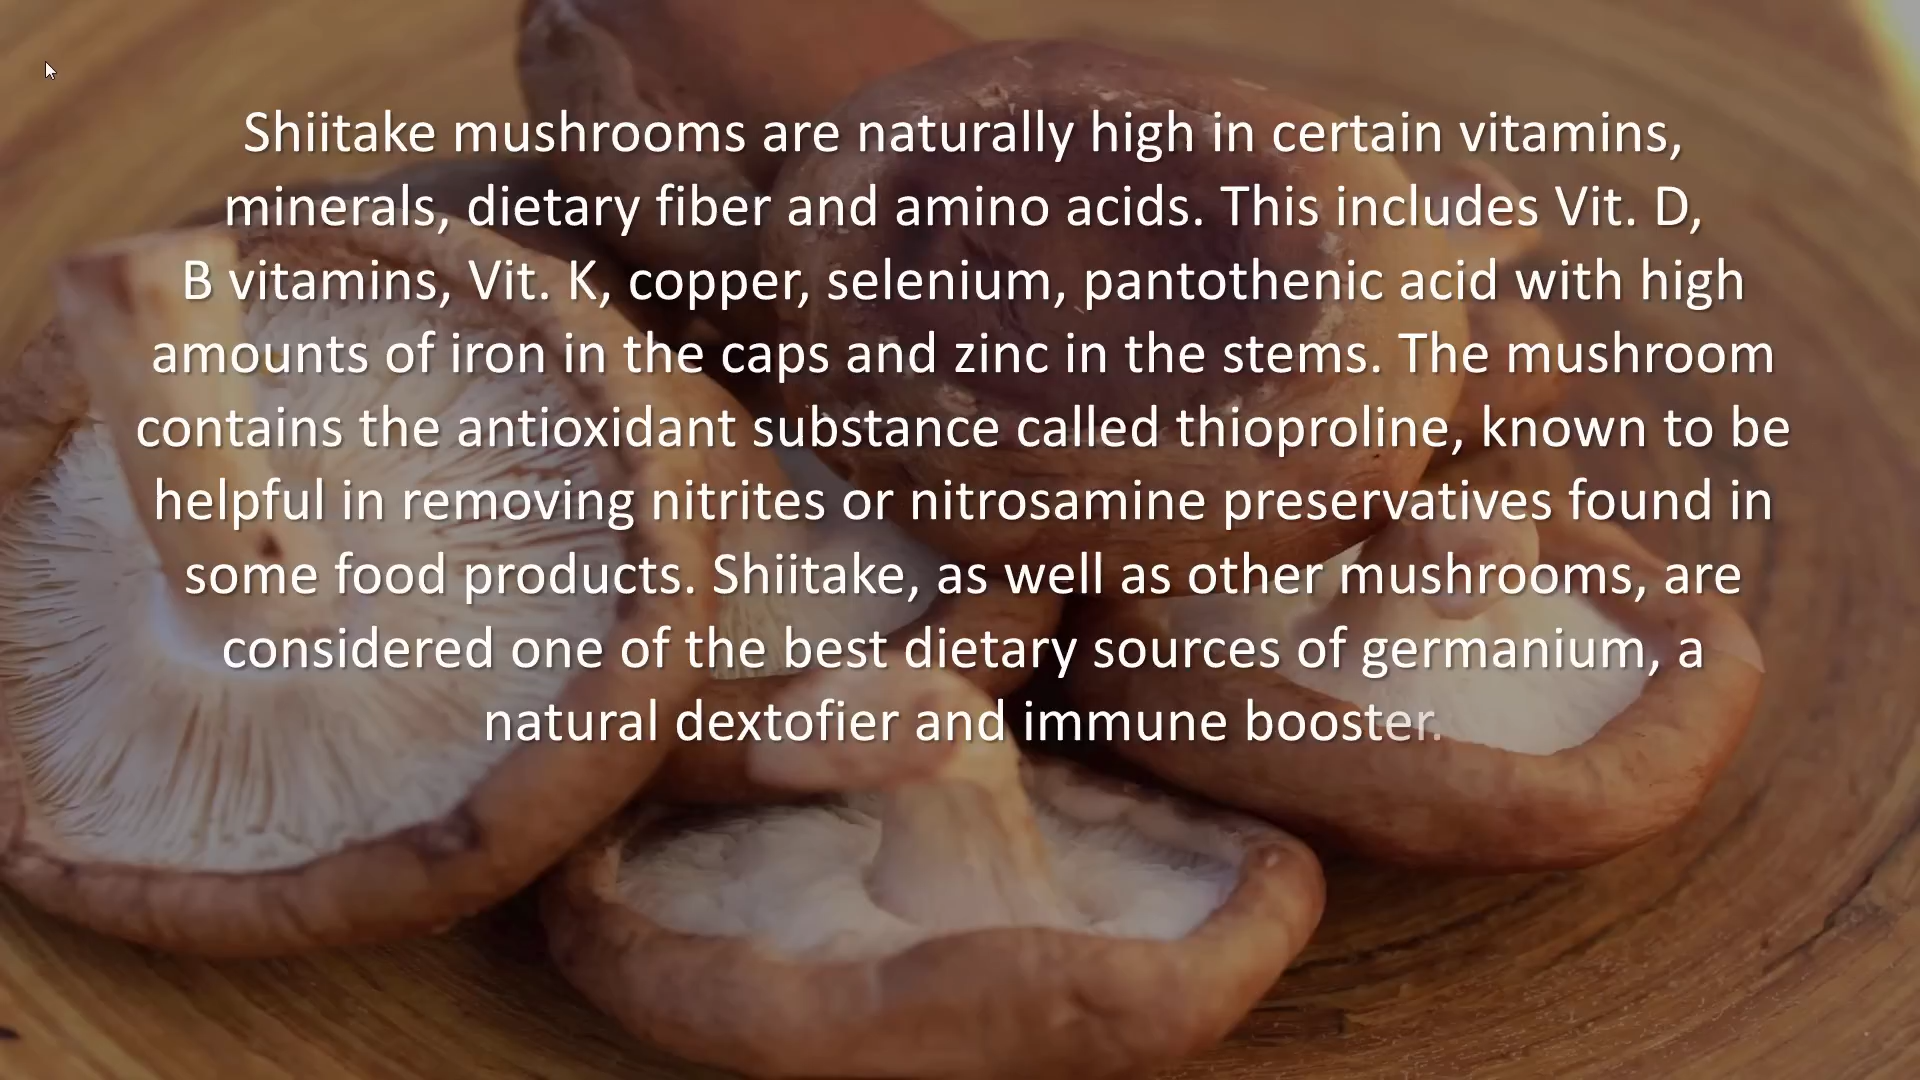 Shiitake mushrooms are naturally high in certain vitamins,
minerals, dietary fiber and amino acids. This includes Vit. D,
B vitamins, Vit. K, copper, selenium, pantothenic acid with high
amounts of iron in the caps and zinc in the stems. The mushroom
contains the antioxidant substance called thioproline, known to be
helpful in removing nitrites or nitrosamine preservatives found in
some food products. Shiitake, as well as other mushrooms, are
considered one of the best dietary sources of germanium, a
natural dextofier and immune booster.